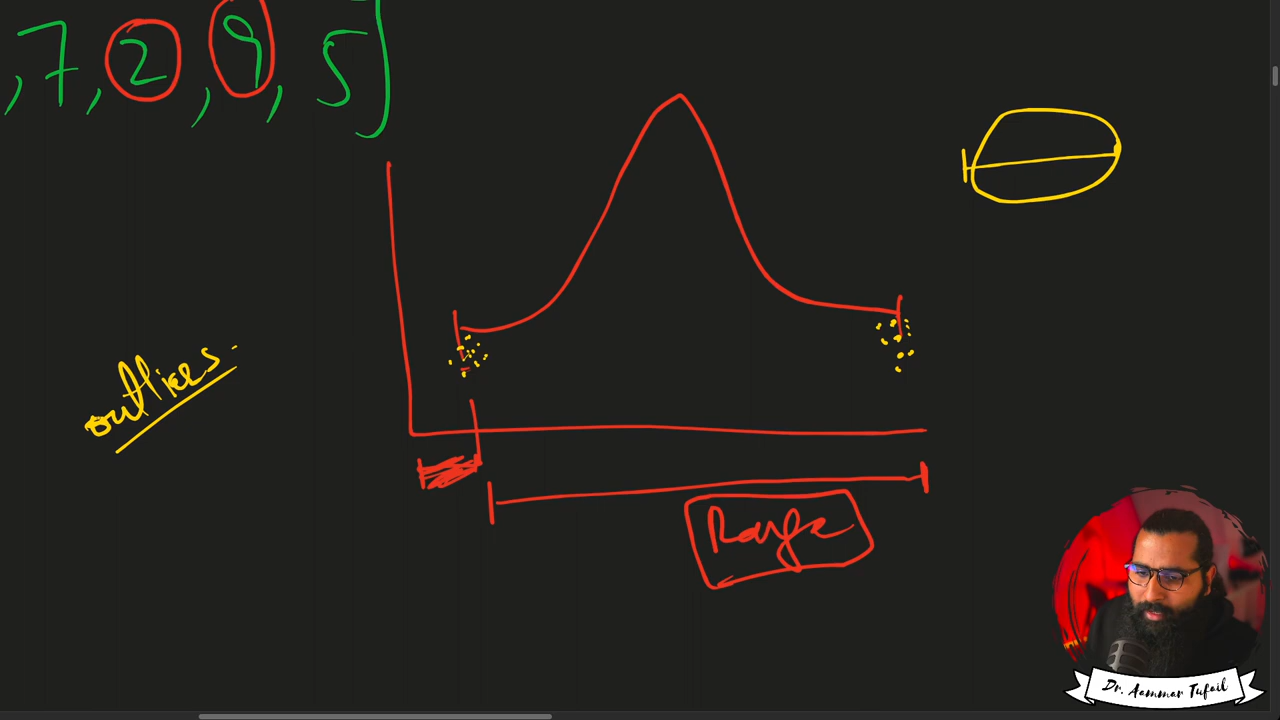 ,7, 2, 9, 5]
outliers.
Range
Dr. Aammar Tufail